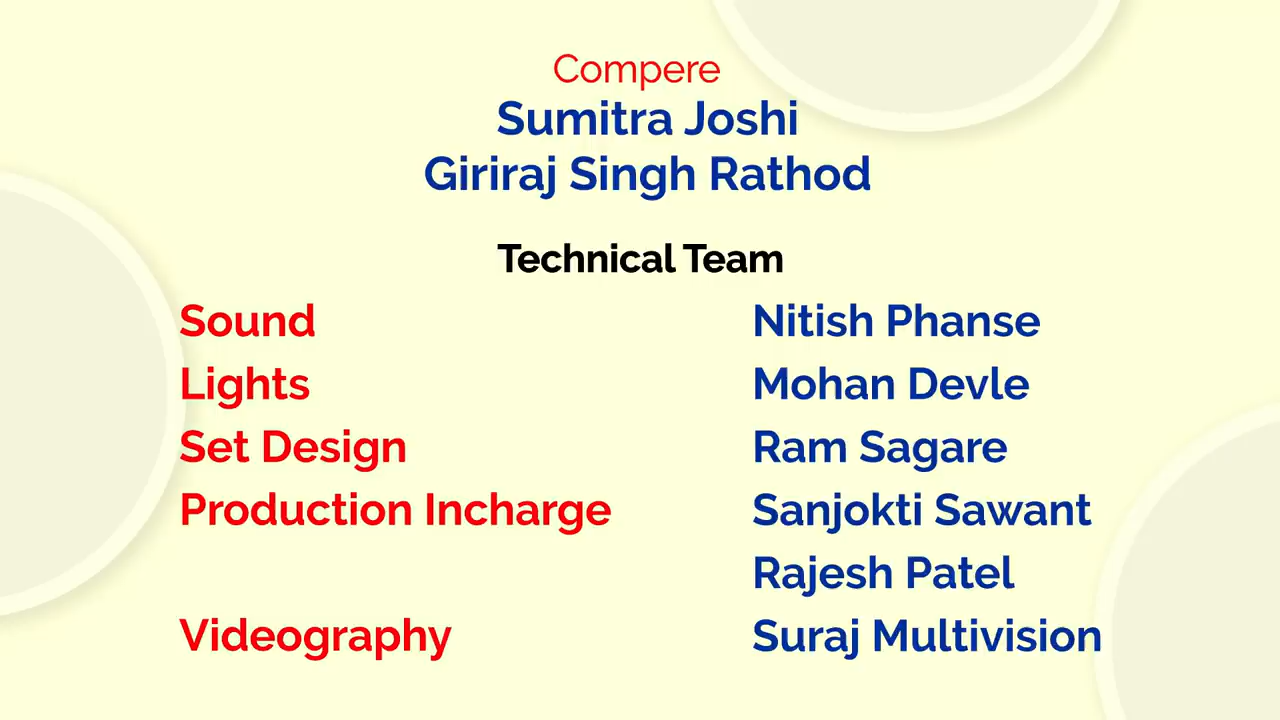 Compere
Sumitra Joshi
Giriraj Singh Rathod
Technical Team
Sound Nitish Phanse
Lights Mohan Devle
Set Design Ram Sagare
Production Incharge Sanjokti Sawant
Rajesh Patel
Videography Suraj Multivision